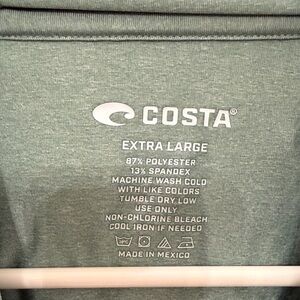 COSTA®
EXTRA LARGE
87% POLYESTER
13% SPANDEX
MACHINE WASH COLD
WITH LIKE COLORS
TUMBLE DRY LOW
USE ONLY
NON-CHLORINE BLEACH
COOL IRON IF NEEDED
MADE IN MEXICO